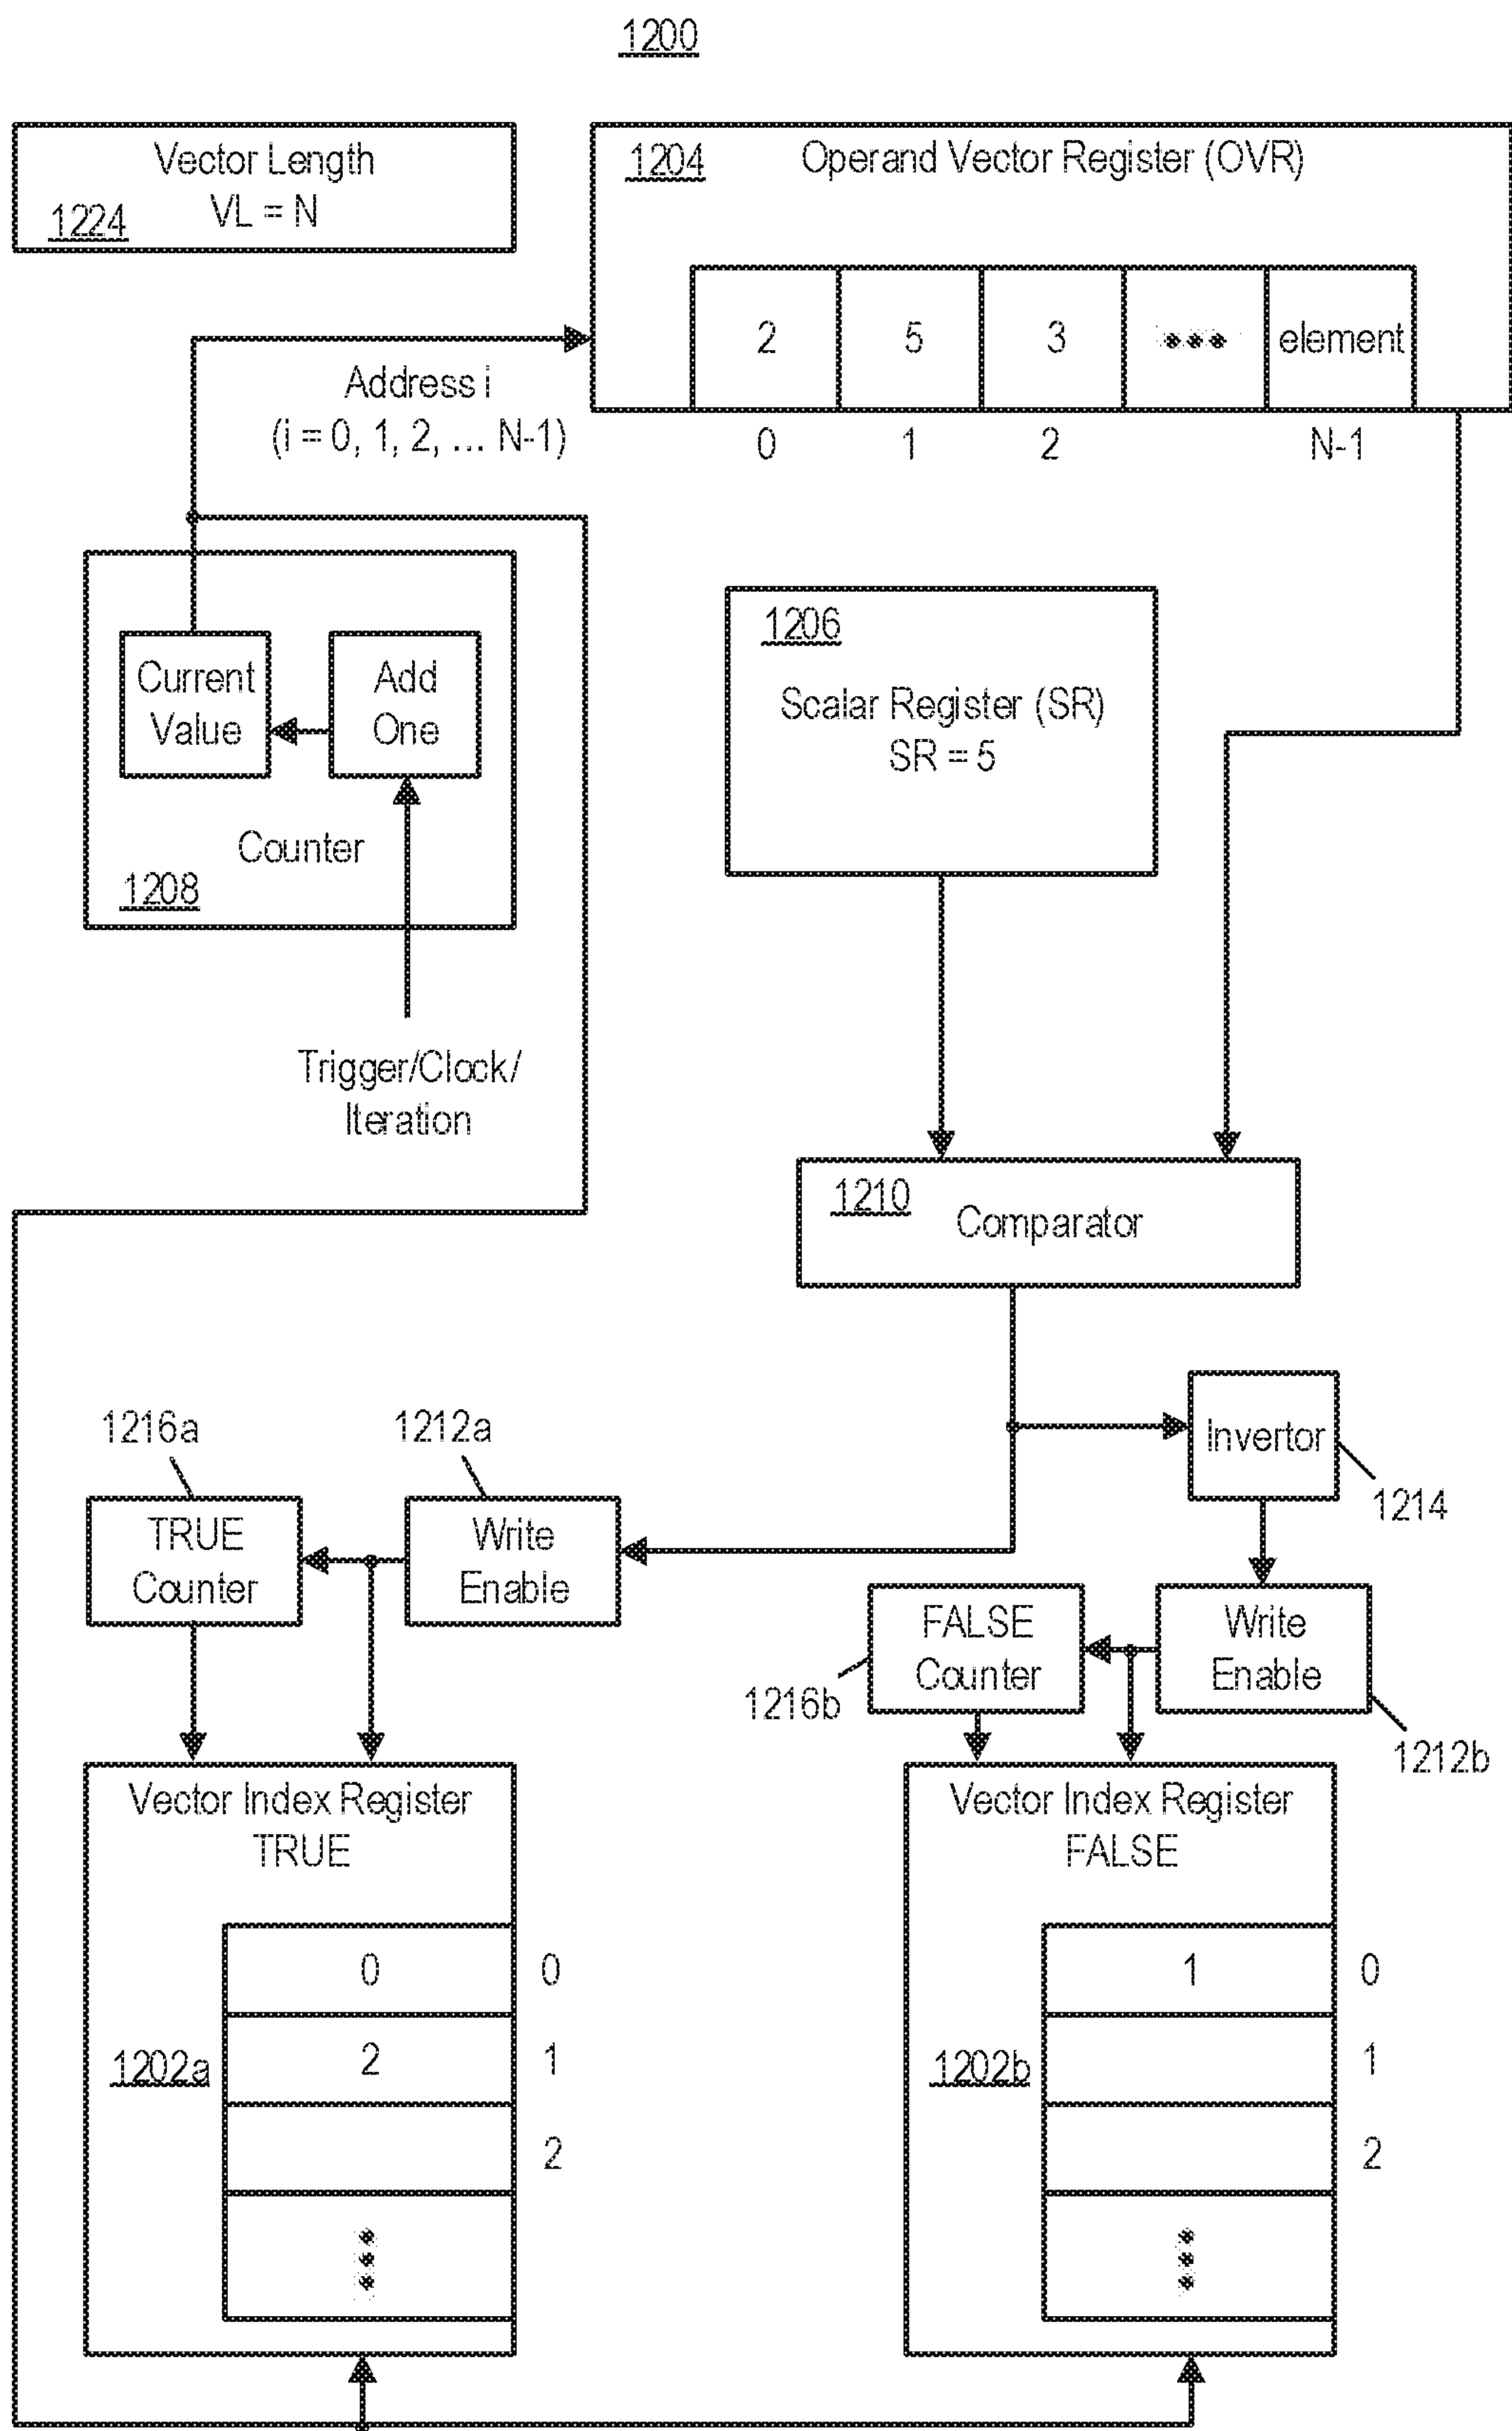 1200
Vector Length
VL = N
1224
1204
Operand Vector Register (OVR)
2
5
3
element
0
1
2
N-1
Address i
(i = 0, 1, 2, ... N-1)
Current
Value
Add
One
Counter
1208
Trigger/Clock/
Iteration
1206
Scalar Register (SR)
SR = 5
1210
Comparator
1216a
1212a
TRUE
Counter
Write
Enable
Invertor
1214
FALSE
Counter
1216b
Write
Enable
1212b
Vector Index Register
TRUE
1202a
0
0
2
1
2
Vector Index Register
FALSE
1202b
1
0
1
2